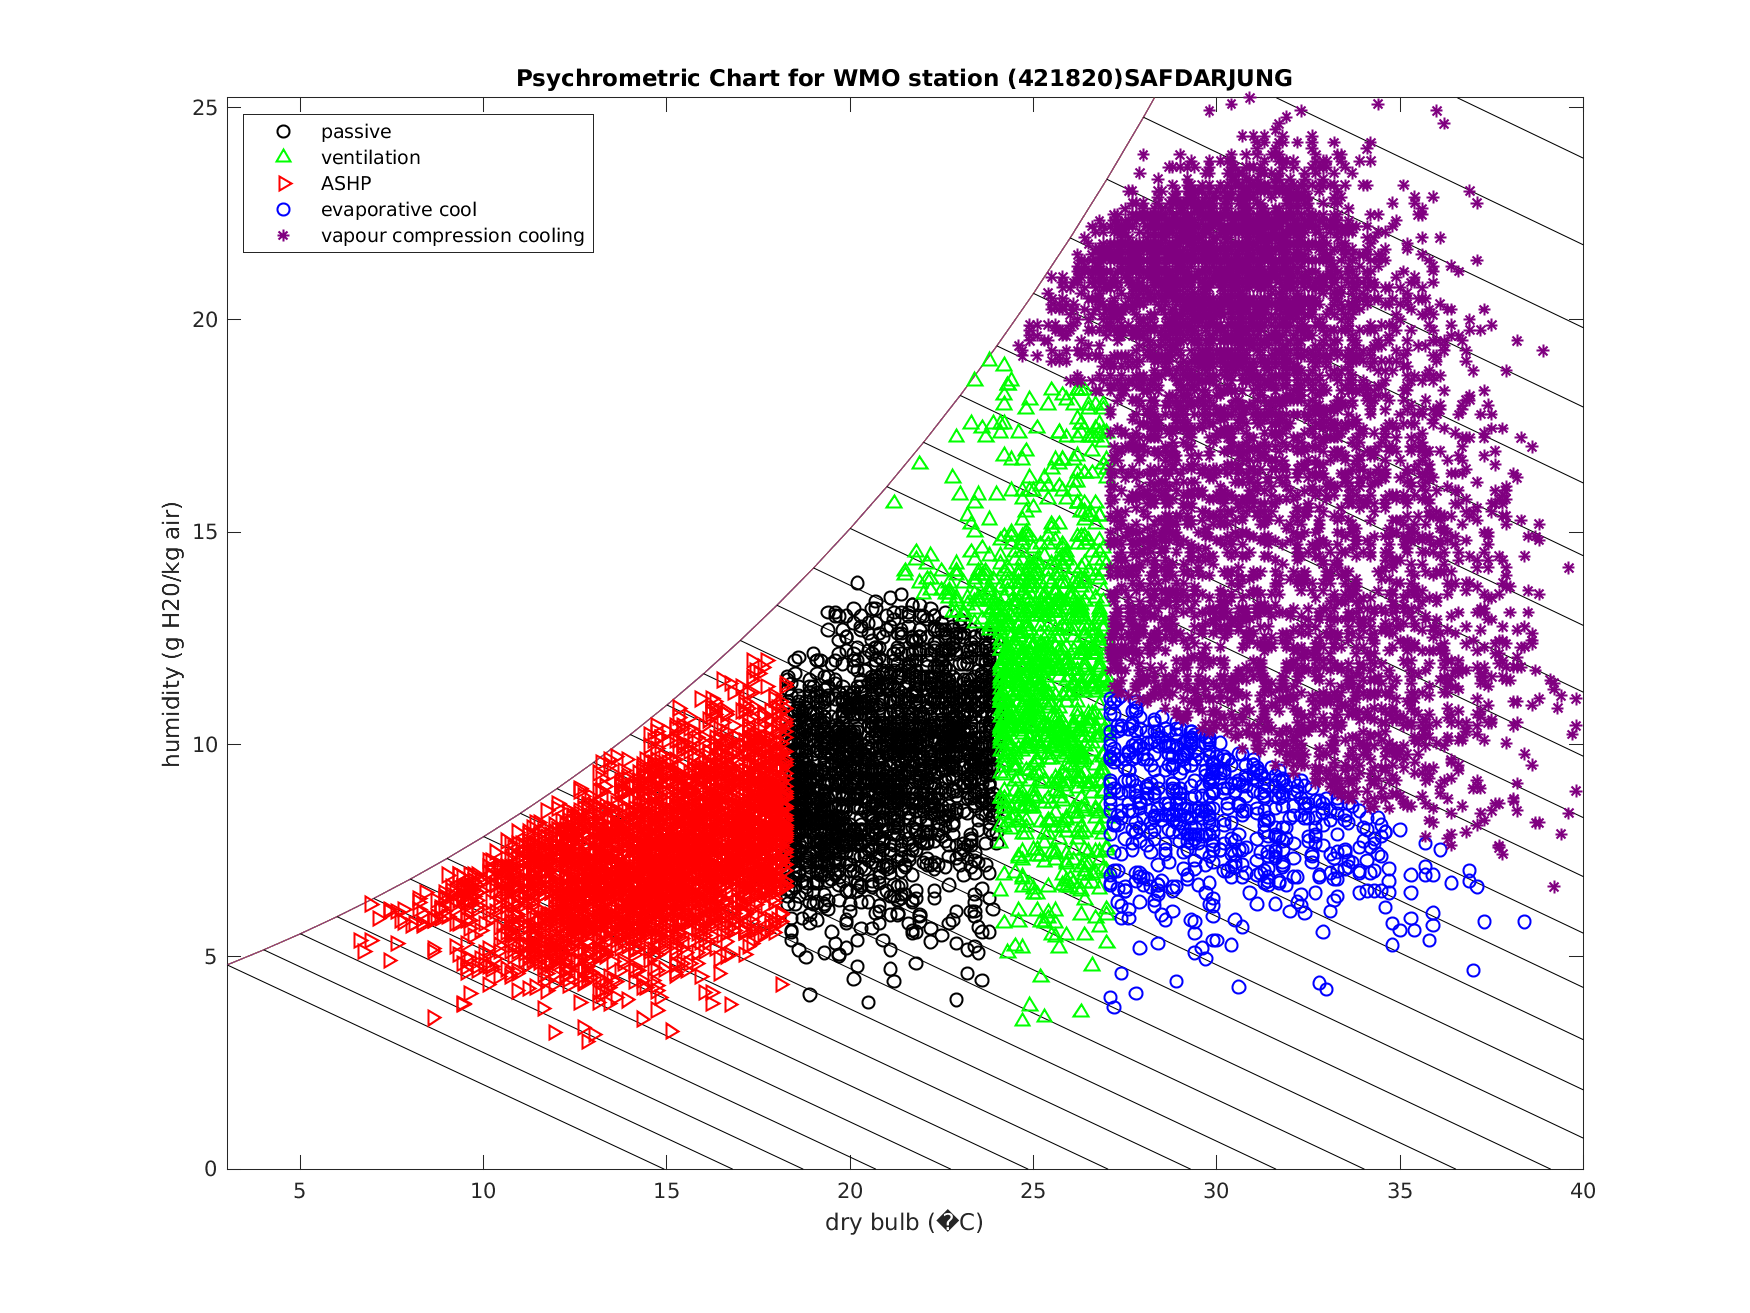 Psychrometric Chart for WMO station (421820)SAFDARJUNG
passive
ventilation
ASHP
evaporative cool
vapour compression cooling
humidity (g H20/kg air)
25
20
15
10
5
0
5 10 15 20 25 30 35 40
dry bulb (�C)